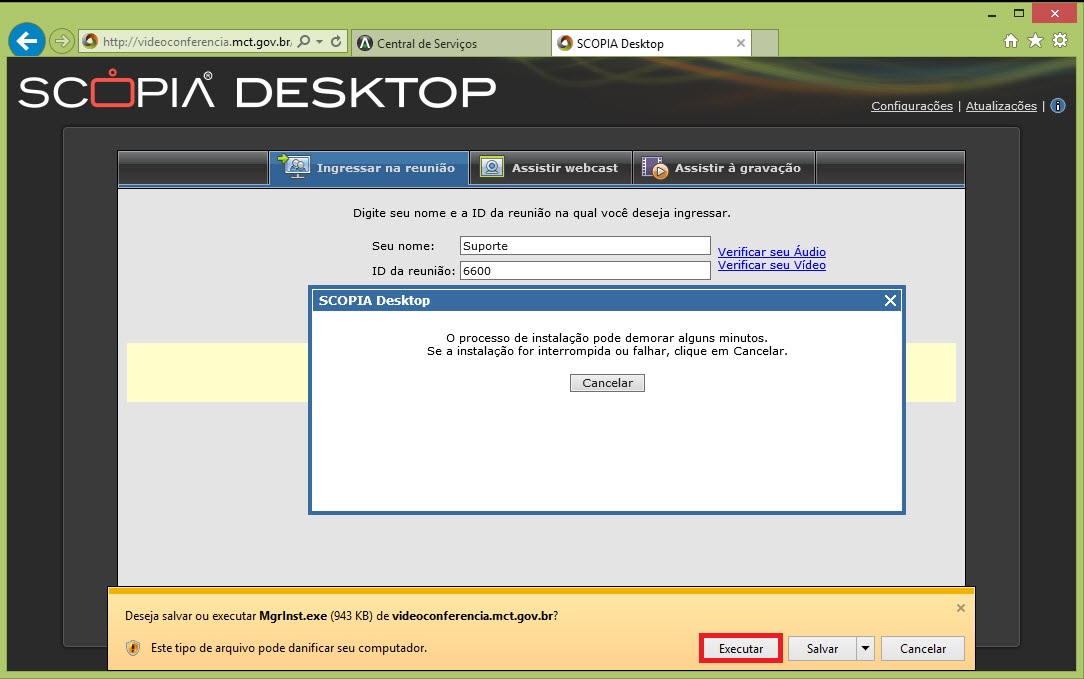 http://videoconferencia.mct.gov.br/
Central de Serviços
SCOPIA Desktop
SCOPIA® DESKTOP
Configurações | Atualizações |
Ingressar na reunião
Assistir webcast
Assistir à gravação
Digite seu nome e a ID da reunião na qual você deseja ingressar.
Seu nome: Suporte
Verificar seu Áudio
ID da reunião: 6600
Verificar seu Vídeo
SCOPIA Desktop
O processo de instalação pode demorar alguns minutos.
Se a instalação for interrompida ou falhar, clique em Cancelar.
Cancelar
Deseja salvar ou executar MgrInst.exe (943 KB) de videoconferencia.mct.gov.br?
Este tipo de arquivo pode danificar seu computador.
Executar
Salvar
Cancelar